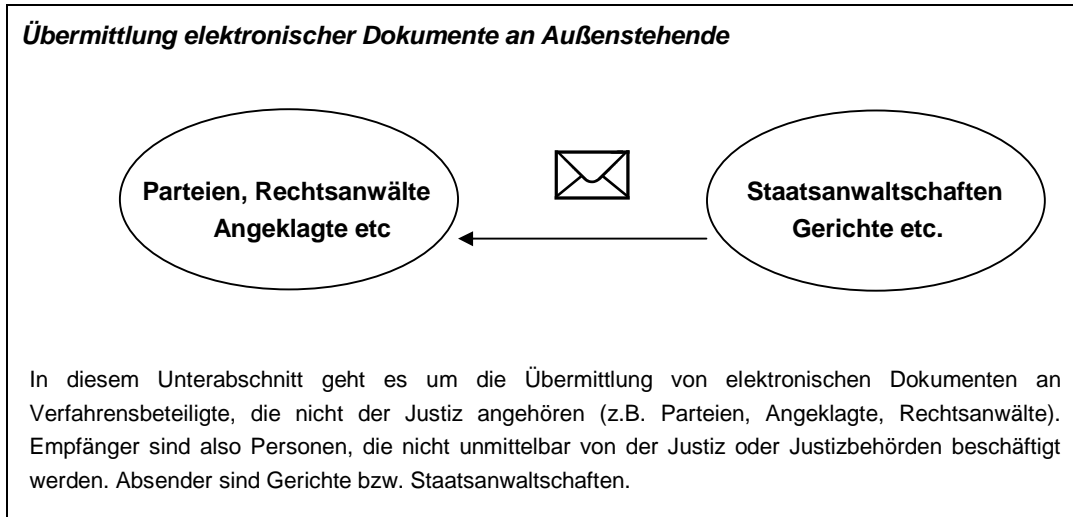 Übermittlung elektronischer Dokumente an Außenstehende
Parteien, Rechtsanwälte
Angeklagte etc
Staatsanwaltschaften
Gerichte etc.
In diesem Unterabschnitt geht es um die Übermittlung von elektronischen Dokumenten an
Verfahrensbeteiligte, die nicht der Justiz angehören (z.B. Parteien, Angeklagte, Rechtsanwälte).
Empfänger sind also Personen, die nicht unmittelbar von der Justiz oder Justizbehörden beschäftigt
werden. Absender sind Gerichte bzw. Staatsanwaltschaften.